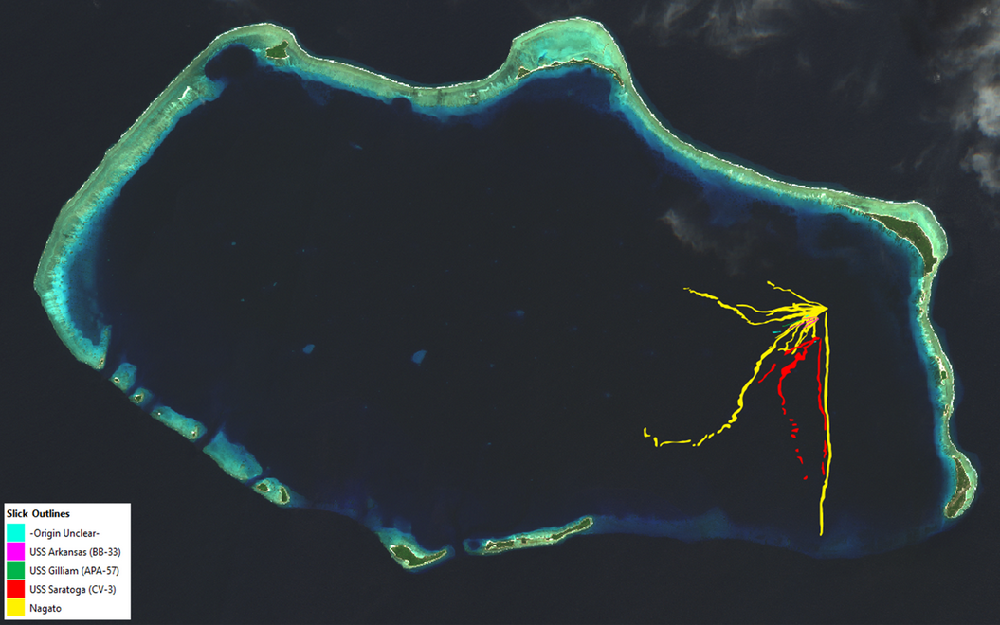 Slick Outlines
-Origin Unclear-
USS Arkansas (BB-33)
USS Gilliam (APA-57)
USS Saratoga (CV-3)
Nagato